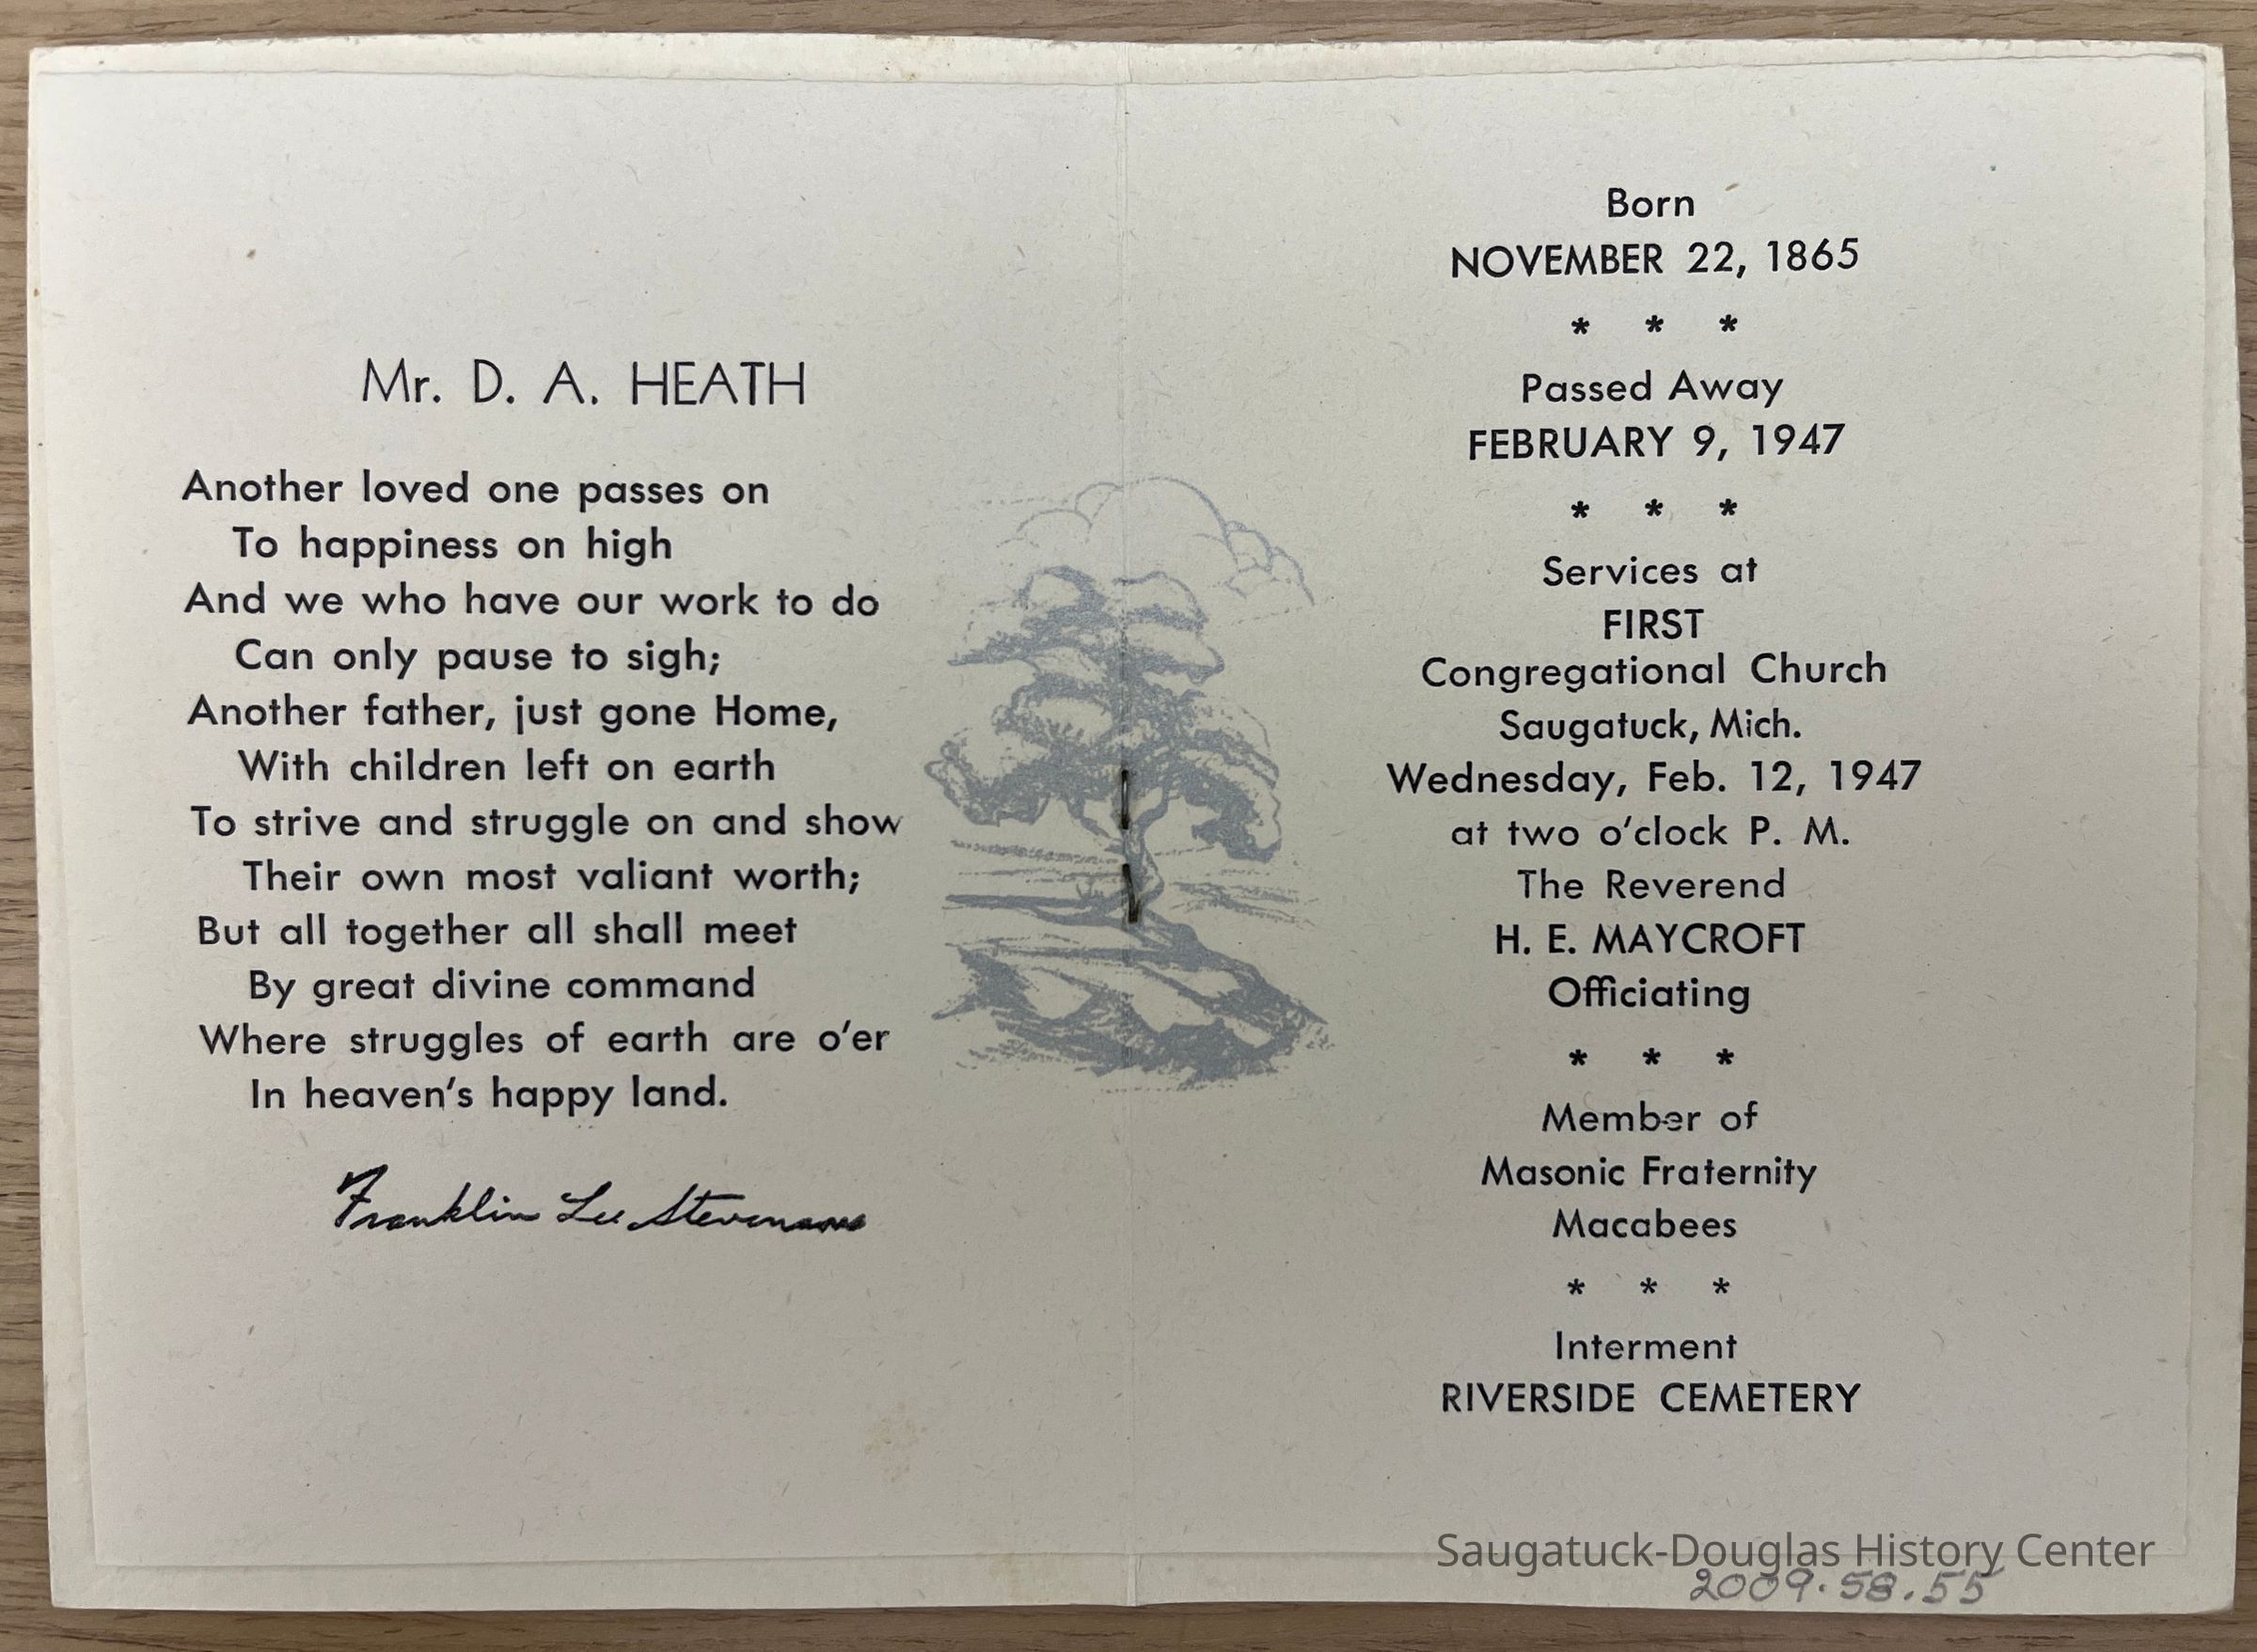 Mr. D. A. HEATH
Another loved one passes on
To happiness on high
And we who have our work to do
Can only pause to sigh;
Another father, just gone Home,
With children left on earth
To strive and struggle on and show
Their own most valiant worth;
But all together all shall meet
By great divine command
Where struggles of earth are o'er
In heaven's happy land.
Franklin Lee Stevenson
Born
NOVEMBER 22, 1865
* * *
Passed Away
FEBRUARY 9, 1947
* * *
Services at
FIRST
Congregational Church
Saugatuck, Mich.
Wednesday, Feb. 12, 1947
at two o'clock P. M.
The Reverend
H. E. MAYCROFT
Officiating
* * *
Member of
Masonic Fraternity
Macabees
* * *
Interment
RIVERSIDE CEMETERY
Saugatuck-Douglas History Center
2009.58.55